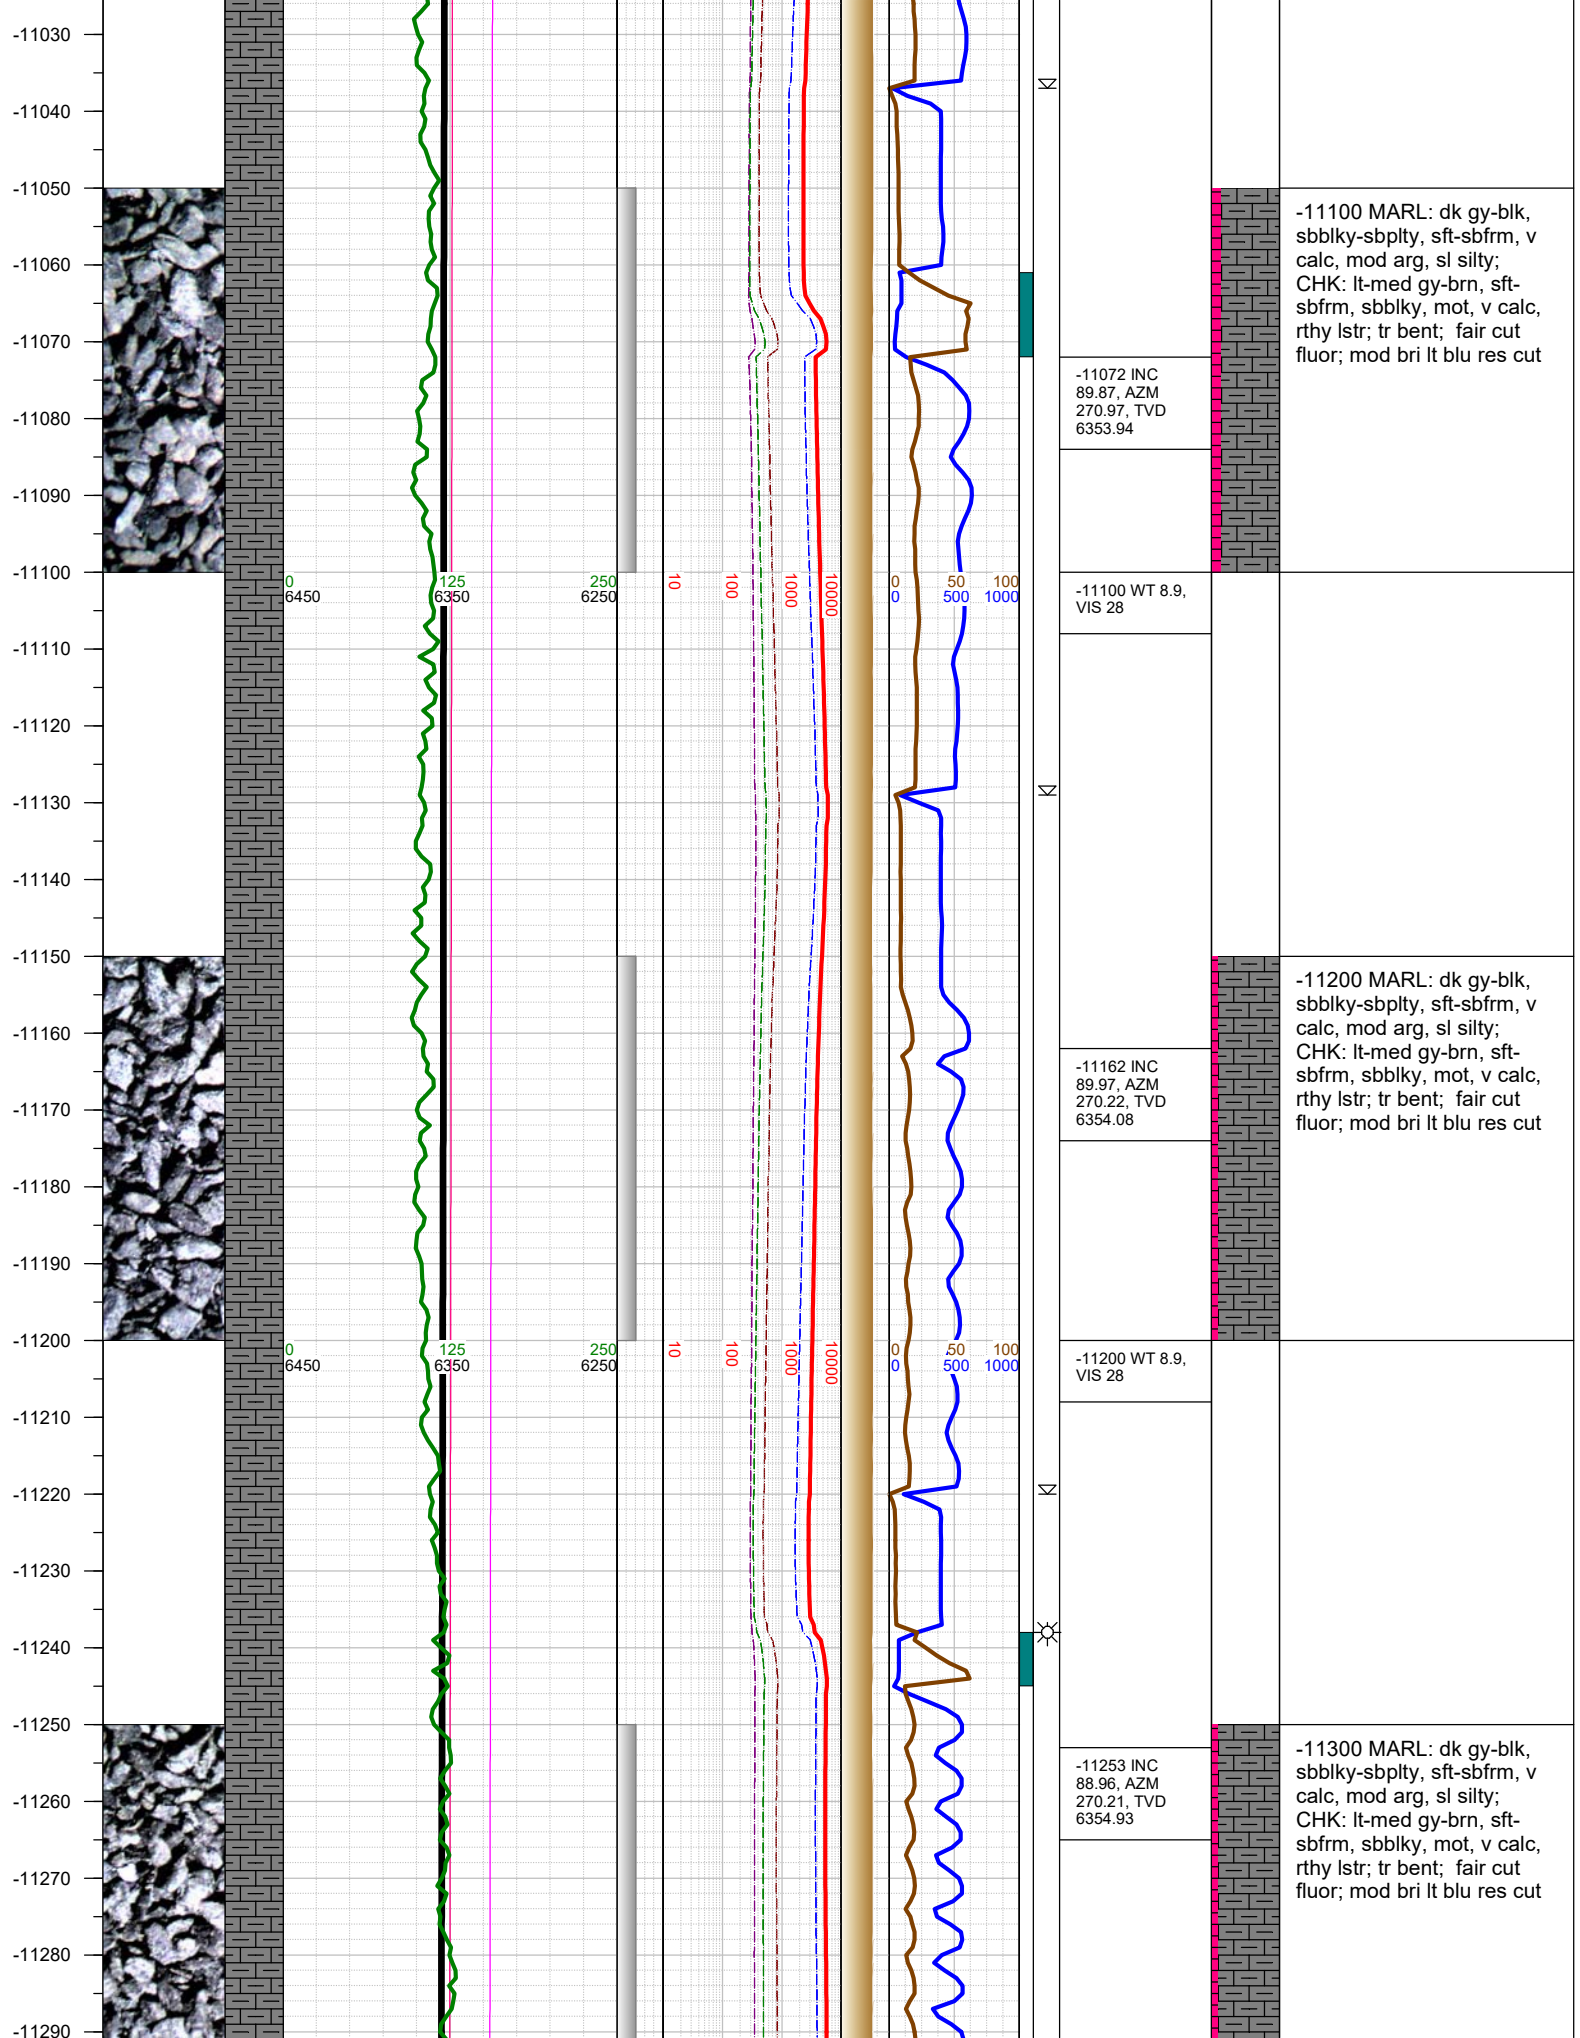 -11030
-11040
-11050
-11100 MARL: dk gy-blk,
sbblky-sbplty, sft-sbfrm, v
calc, mod arg, sl silty;
CHK: lt-med gy-brn, sft-
sbfrm, sbblky, mot, v calc,
rthy lstr; tr bent;  fair cut
fluor; mod bri lt blu res cut
-11060
-11070
-11072 INC
89.87, AZM
270.97, TVD
6353.94
-11080
-11090
-11100
0 125 250 10 100 1000 10000 0 50 100
6450 6350 6250 0 500 1000
-11100 WT 8.9,
VIS 28
-11110
-11120
-11130
-11140
-11150
-11200 MARL: dk gy-blk,
sbblky-sbplty, sft-sbfrm, v
calc, mod arg, sl silty;
CHK: lt-med gy-brn, sft-
sbfrm, sbblky, mot, v calc,
rthy lstr; tr bent;  fair cut
fluor; mod bri lt blu res cut
-11160
-11162 INC
89.97, AZM
270.22, TVD
6354.08
-11170
-11180
-11190
-11200
0 125 250 10 100 1000 10000 0 50 100
6450 6350 6250 0 500 1000
-11200 WT 8.9,
VIS 28
-11210
-11220
-11230
-11240
-11250
-11300 MARL: dk gy-blk,
sbblky-sbplty, sft-sbfrm, v
calc, mod arg, sl silty;
CHK: lt-med gy-brn, sft-
sbfrm, sbblky, mot, v calc,
rthy lstr; tr bent;  fair cut
fluor; mod bri lt blu res cut
-11253 INC
88.96, AZM
270.21, TVD
6354.93
-11260
-11270
-11280
-11290